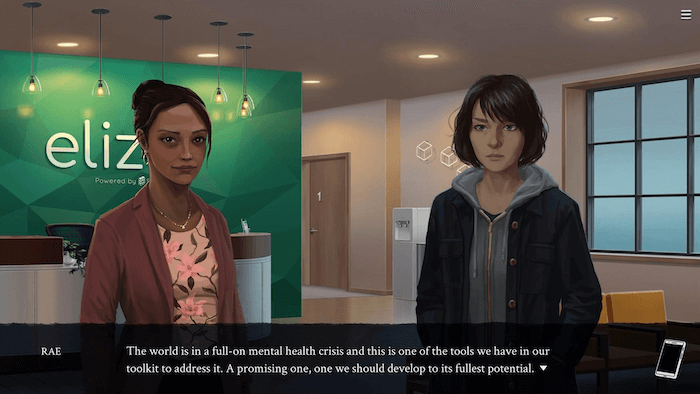 eliz
Powered by
1
RAE
The world is in a full-on mental health crisis and this is one of the tools we have in our
toolkit to address it. A promising one, one we should develop to its fullest potential.